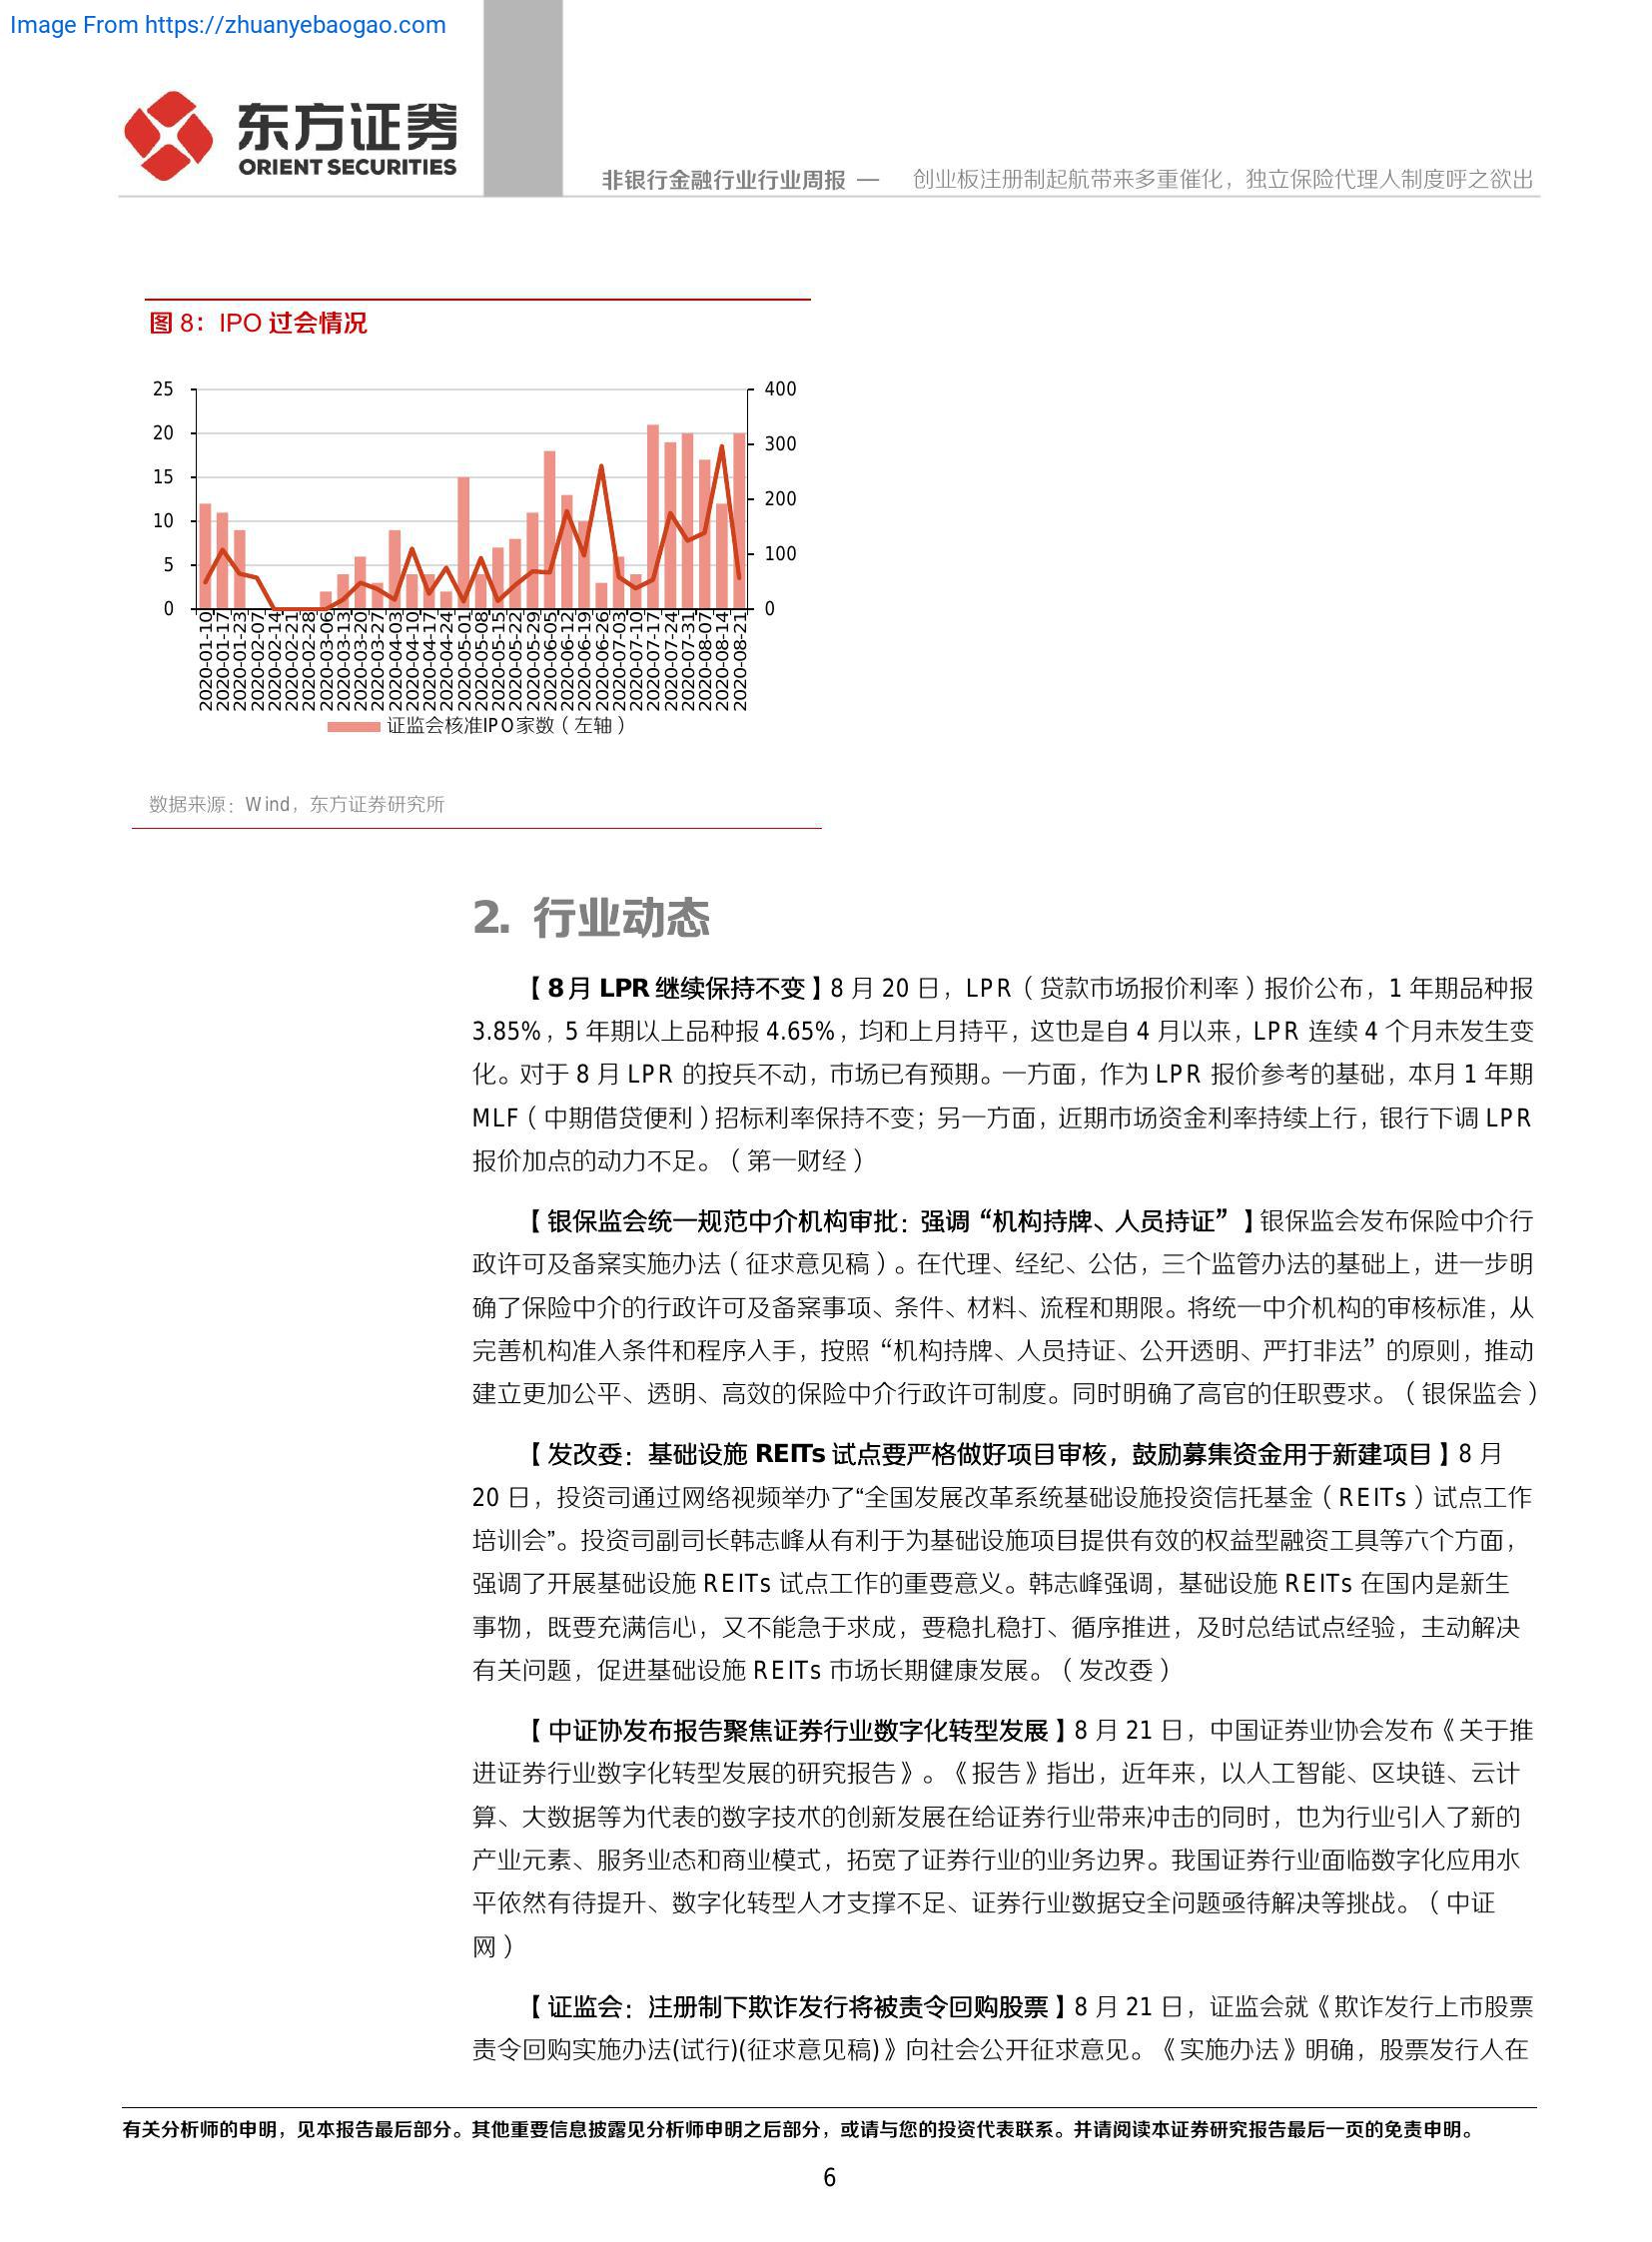 Image From https://zhuanyebaogao.com
东方证券
ORIENT SECURITIES
非银行金融行业行业周报 — 创业板注册制起航带来多重催化，独立保险代理人制度呼之欲出
图 8：IPO 过会情况
25
20
15
10
5
0
400
300
200
100
0
2020-01-10
2020-01-17
2020-01-23
2020-02-07
2020-02-14
2020-02-21
2020-02-28
2020-03-06
2020-03-13
2020-03-20
2020-03-27
2020-04-03
2020-04-10
2020-04-17
2020-04-24
2020-05-01
2020-05-08
2020-05-15
2020-05-22
2020-05-29
2020-06-05
2020-06-12
2020-06-19
2020-06-26
2020-07-03
2020-07-10
2020-07-17
2020-07-24
2020-07-31
2020-08-07
2020-08-14
2020-08-21
证监会核准IPO家数（左轴）
数据来源：Wind，东方证券研究所
2. 行业动态
【8月 LPR 继续保持不变】8 月 20 日，LPR（贷款市场报价利率）报价公布，1 年期品种报
3.85%，5 年期以上品种报 4.65%，均和上月持平，这也是自 4 月以来，LPR 连续 4 个月未发生变
化。对于 8 月 LPR 的按兵不动，市场已有预期。一方面，作为 LPR 报价参考的基础，本月 1 年期
MLF（中期借贷便利）招标利率保持不变；另一方面，近期市场资金利率持续上行，银行下调 LPR
报价加点的动力不足。（第一财经）
【银保监会统一规范中介机构审批：强调“机构持牌、人员持证”】银保监会发布保险中介行
政许可及备案实施办法（征求意见稿）。在代理、经纪、公估，三个监管办法的基础上，进一步明
确了保险中介的行政许可及备案事项、条件、材料、流程和期限。将统一中介机构的审核标准，从
完善机构准入条件和程序入手，按照“机构持牌、人员持证、公开透明、严打非法”的原则，推动
建立更加公平、透明、高效的保险中介行政许可制度。同时明确了高官的任职要求。（银保监会）
【发改委：基础设施 REITs 试点要严格做好项目审核，鼓励募集资金用于新建项目】8 月
20 日，投资司通过网络视频举办了“全国发展改革系统基础设施投资信托基金（REITs）试点工作
培训会”。投资司副司长韩志峰从有利于为基础设施项目提供有效的权益型融资工具等六个方面，
强调了开展基础设施 REITs 试点工作的重要意义。韩志峰强调，基础设施 REITs 在国内是新生
事物，既要充满信心，又不能急于求成，要稳扎稳打、循序推进，及时总结试点经验，主动解决
有关问题，促进基础设施 REITs 市场长期健康发展。（发改委）
【中证协发布报告聚焦证券行业数字化转型发展】8 月 21 日，中国证券业协会发布《关于推
进证券行业数字化转型发展的研究报告》。《报告》指出，近年来，以人工智能、区块链、云计
算、大数据等为代表的数字技术的创新发展在给证券行业带来冲击的同时，也为行业引入了新的
产业元素、服务业态和商业模式，拓宽了证券行业的业务边界。我国证券行业面临数字化应用水
平依然有待提升、数字化转型人才支撑不足、证券行业数据安全问题亟待解决等挑战。（中证
网）
【证监会：注册制下欺诈发行将被责令回购股票】8 月 21 日，证监会就《欺诈发行上市股票
责令回购实施办法(试行)(征求意见稿)》向社会公开征求意见。《实施办法》明确，股票发行人在
有关分析师的申明，见本报告最后部分。其他重要信息披露见分析师申明之后部分，或请与您的投资代表联系。并请阅读本证券研究报告最后一页的免责申明。
6